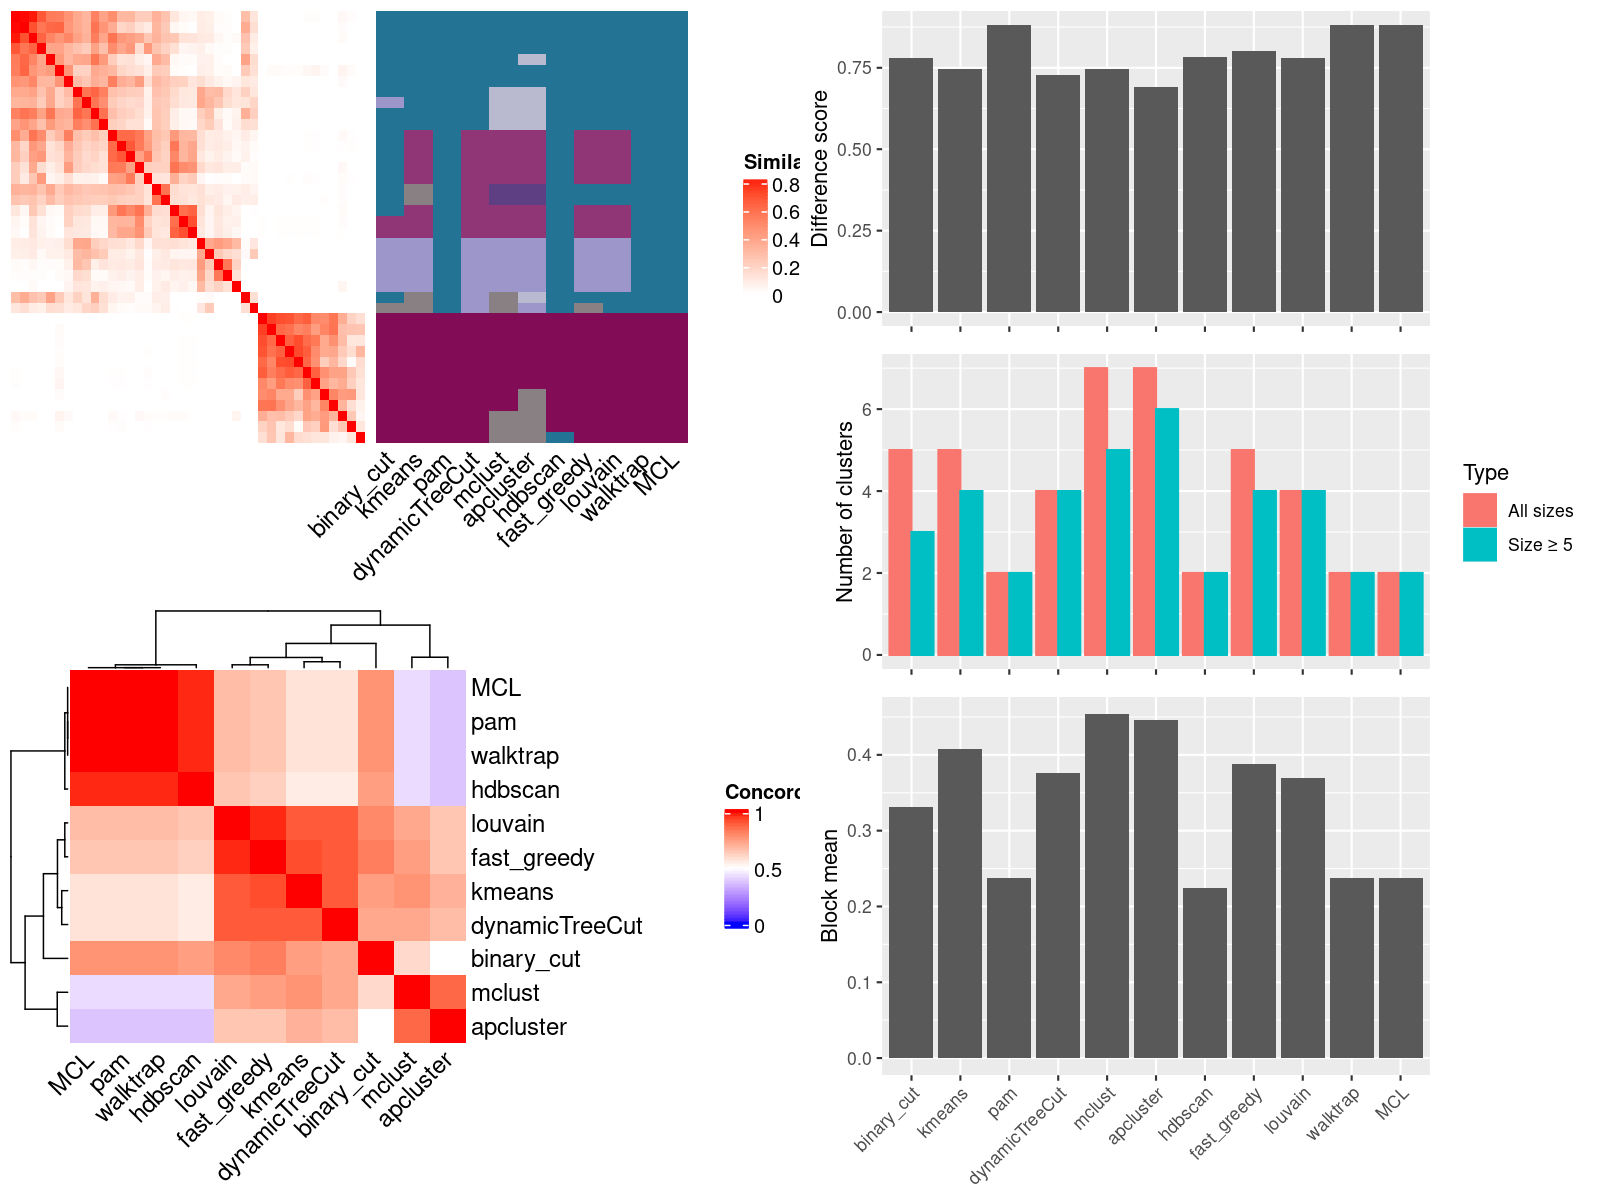 Simila
0.8
0.6
0.4
0.2
0
binary_cut
kmeans
pam
dynamicTreeCut
mclust
apcluster
hdbscan
fast_greedy
louvain
walktrap
MCL
MCL
pam
walktrap
hdbscan
louvain
fast_greedy
kmeans
dynamicTreeCut
binary_cut
mclust
apcluster
MCL
pam
walktrap
hdbscan
louvain
fast_greedy
kmeans
dynamicTreeCut
binary_cut
mclust
apcluster
Concord
1
0.5
0
Difference score
0.75
0.50
0.25
0.00
Number of clusters
6
4
2
0
Type
All sizes
Size ≥ 5
Block mean
0.4
0.3
0.2
0.1
0.0
binary_cut
kmeans
pam
dynamicTreeCut
mclust
apcluster
hdbscan
fast_greedy
louvain
walktrap
MCL